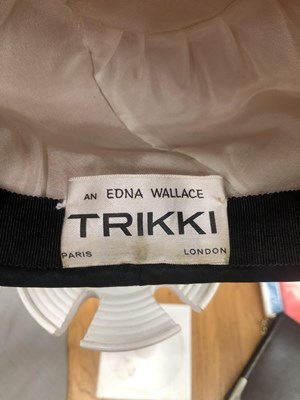 AN EDNA WALLACE
TRIKKI
PARIS LONDON